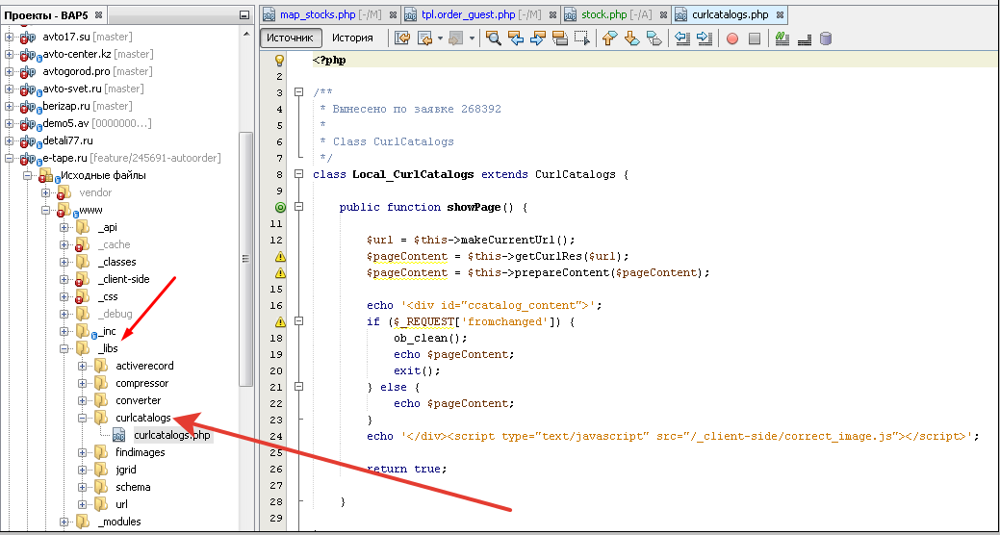 Проекты - BAP5
avto17.su [master]
avto-center.kz [master]
avtogorod.pro [master]
avto-svet.ru [master]
berizap.ru [master]
demo5.av [0000000...]
detali77.ru
e-tape.ru [feature/245691-autoorder]
Исходные файлы
vendor
www
_api
_cache
_classes
_client-side
_css
_debug
_inc
_libs
activerecord
compressor
converter
curlcatalogs
curlcatalogs.php
findimages
jgrid
schema
url
_modules
map_stocks.php [-/M] tpl.order_guest.php [-/M] stock.php [-/A] curlcatalogs.php
Источник История
<?php
2
3 /**
4 * Вынесено по заявке 268392
5 *
6 * Class CurlCatalogs
7 */
8 class Local_CurlCatalogs extends CurlCatalogs {
9
public function showPage() {
11
12 $url = $this->makeCurrentUrl();
$pageContent = $this->getCurlRes($url);
$pageContent = $this->prepareContent($pageContent);
15
16 echo '<div id="ccatalog_content">';
if ($_REQUEST['fromchanged']) {
18 ob_clean();
19 echo $pageContent;
20 exit();
21 } else {
22 echo $pageContent;
23 }
24 echo '</div><script type="text/javascript" src="/_client-side/correct_image.js"></script>';
25
26 return true;
27
28 }
29